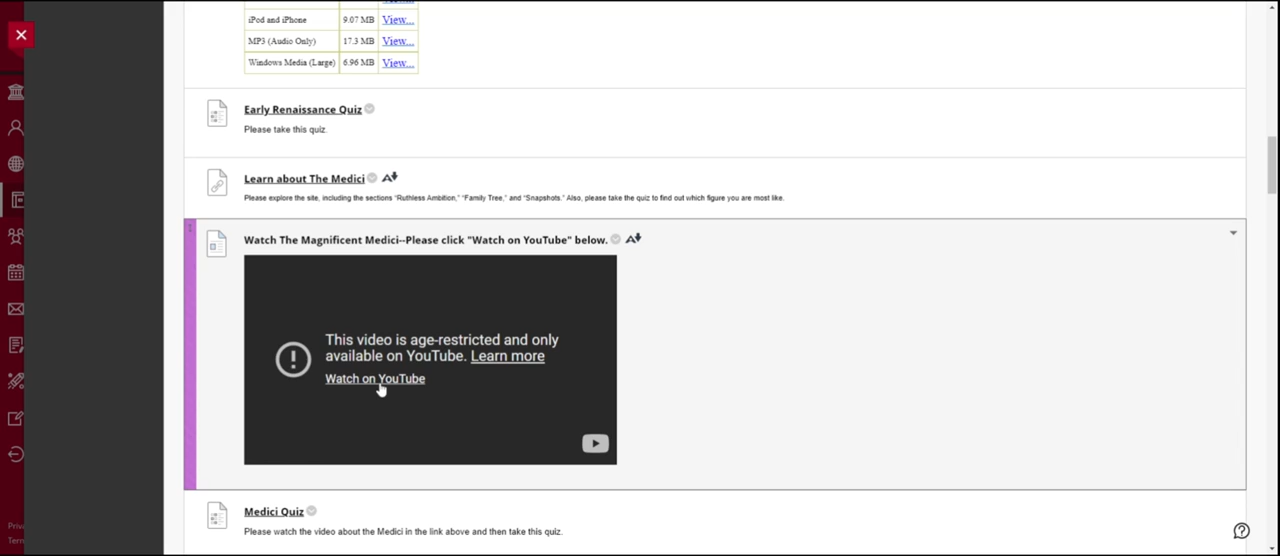 iPod and iPhone 9.07 MB View...
MP3 (Audio Only) 17.3 MB View...
Windows Media (Large) 6.96 MB View...
Early Renaissance Quiz
Please take this quiz.
Learn about The Medici
Please explore the site, including the sections "Ruthless Ambition," "Family Tree," and "Snapshots." Also, please take the quiz to find out which figure you are most like.
Watch The Magnificent Medici--Please click "Watch on YouTube" below.
This video is age-restricted and only
available on YouTube. Learn more
Watch on YouTube
Medici Quiz
Please watch the video about the Medici in the link above and then take this quiz.
Priv
Tern